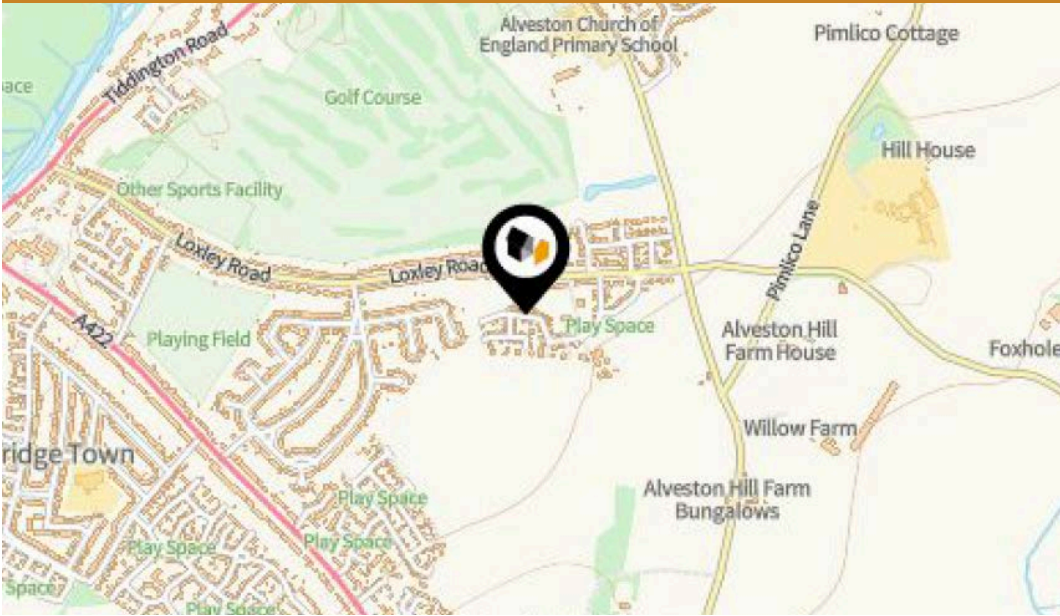 Alveston Church of
England Primary School
Pimlico Cottage
Tiddington Road
ace
Golf Course
Hill House
Other Sports Facility
Loxley Road
Loxley Road
Pimlico Lane
A422
Playing Field
Play Space
Alveston Hill
Farm House
Foxhole
Willow Farm
ridge Town
Play Space
Alveston Hill Farm
Bungalows
Play Space
Play Space
Space
Play Space